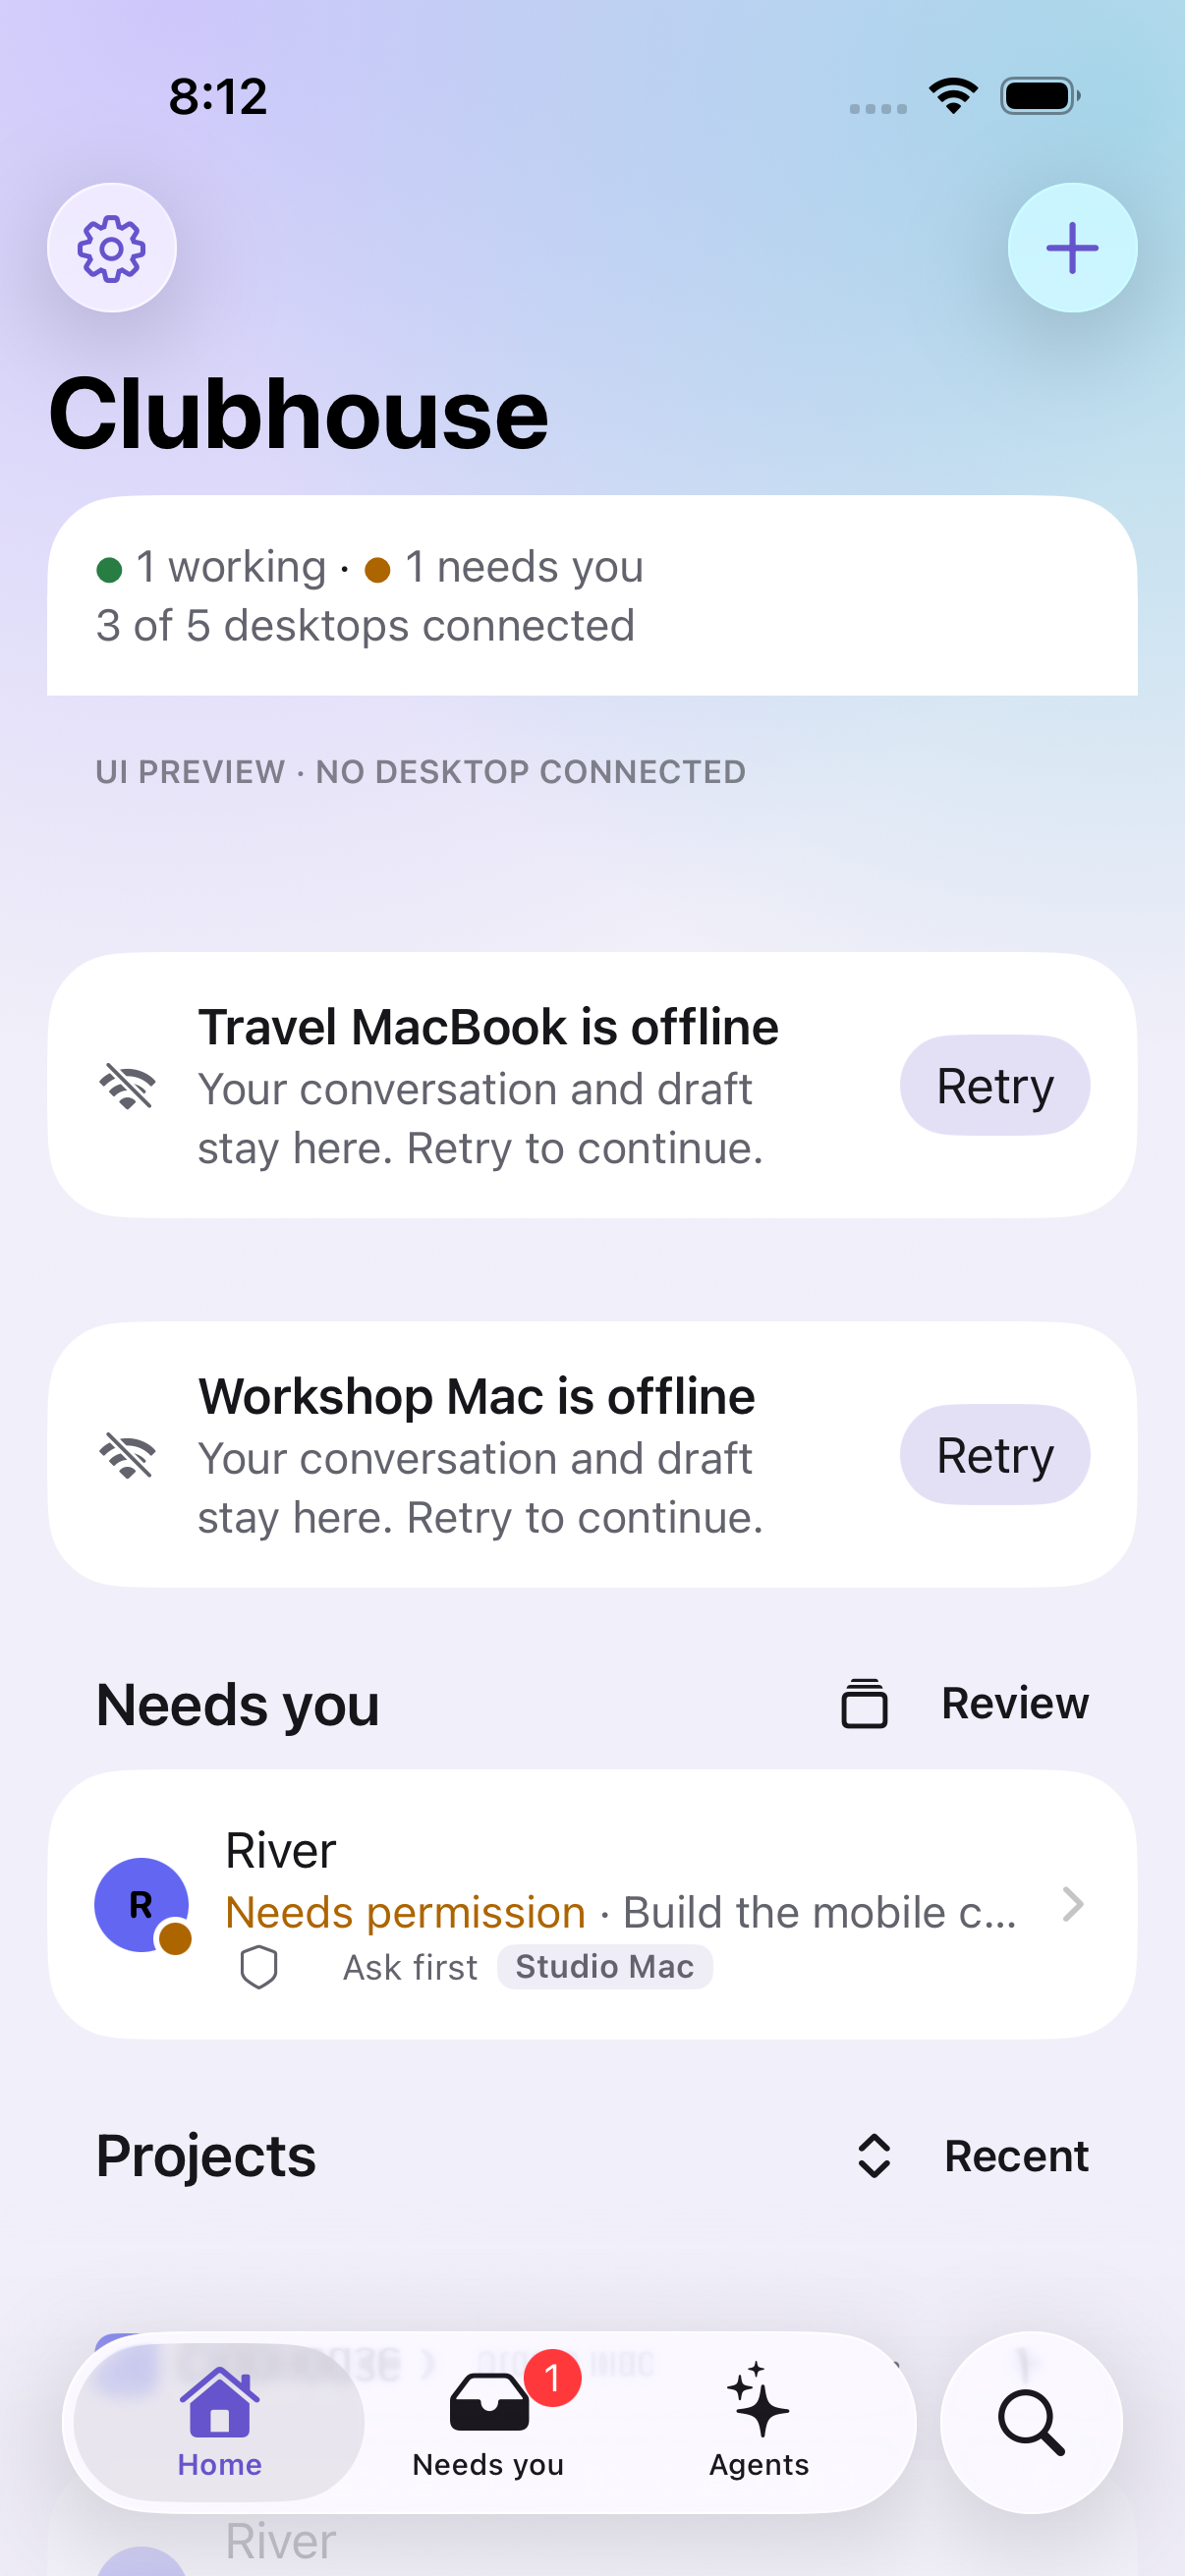 8:12
Clubhouse
1 working · 1 needs you
3 of 5 desktops connected
UI PREVIEW · NO DESKTOP CONNECTED
Travel MacBook is offline
Your conversation and draft
stay here. Retry to continue.
Retry
Workshop Mac is offline
Your conversation and draft
stay here. Retry to continue.
Retry
Needs you
Review
R
River
Needs permission · Build the mobile c...
Ask first
Studio Mac
Projects
Recent
1
Home
Needs you
Agents
River